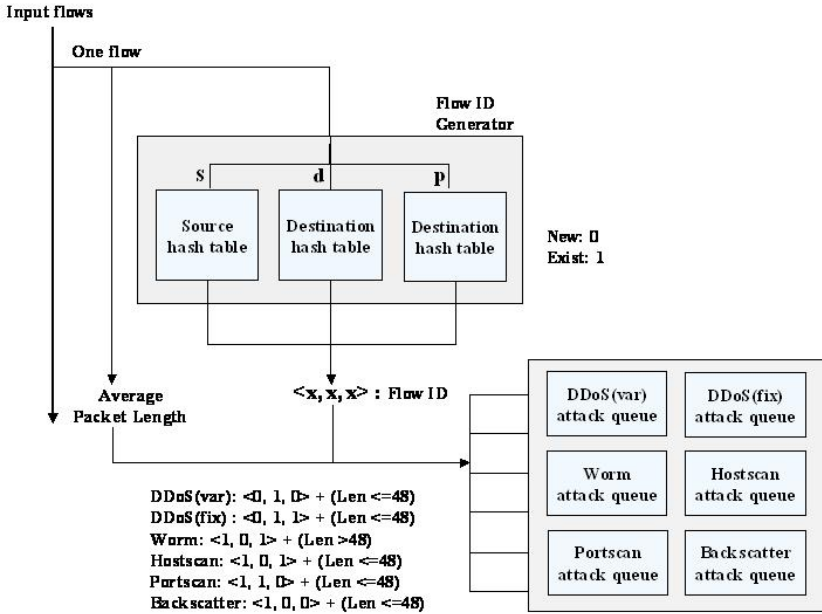 Input flows
One flow
Flow ID
Generator
s
d
p
Source
hash table
Destination
hash table
Destination
hash table
New: 0
Exist: 1
Average
Packet Length
<x, x, x> : Flow ID
DDoS(var)
attack queue
DDoS(fix)
attack queue
Worm
attack queue
Hostscan
attack queue
Portscan
attack queue
Backscatter
attack queue
DDoS(var): <0, 1, 0> + (Len <=48)
DDoS(fix) : <0, 1, 1> + (Len <=48)
Worm: <1, 0, 1> + (Len >48)
Hostscan: <1, 0, 1> + (Len <=48)
Portscan: <1, 1, 0> + (Len <=48)
Backscatter: <1, 0, 0> + (Len <=48)